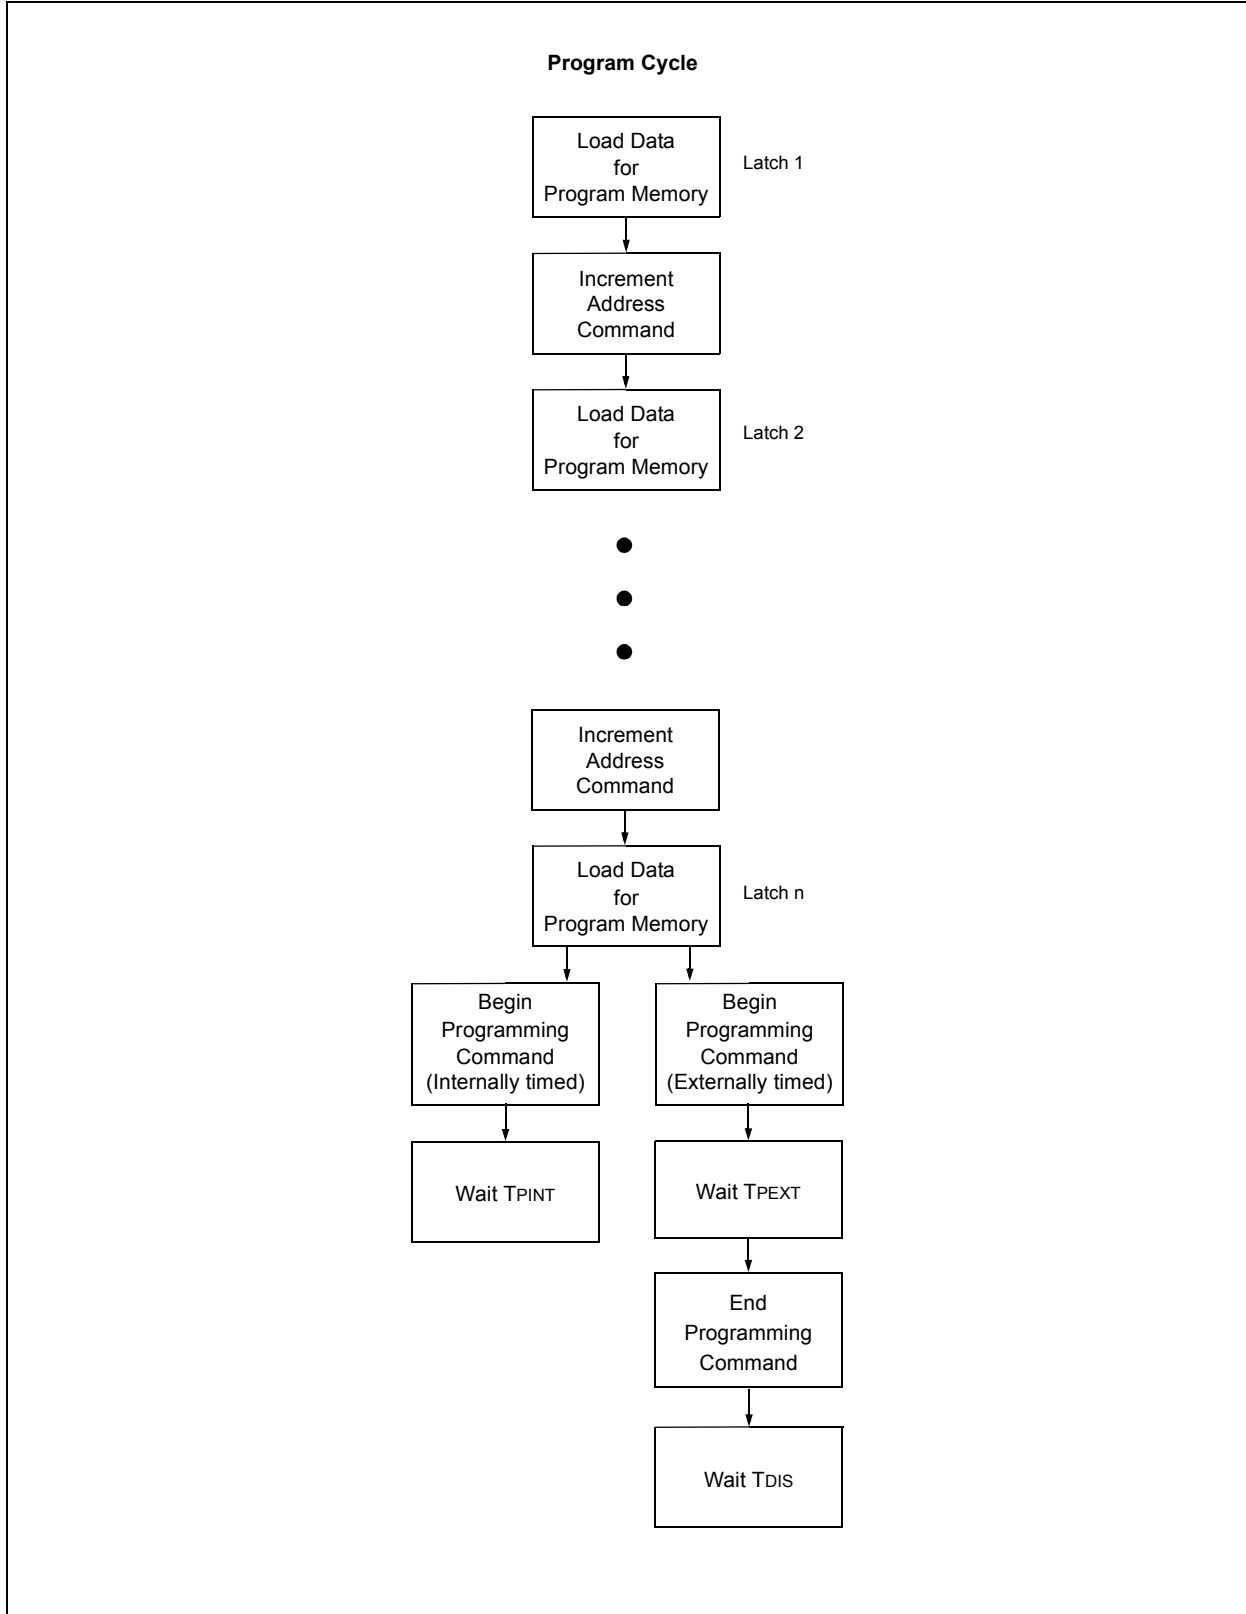 Program Cycle
Load Data
for
Program Memory
Latch 1
Increment
Address
Command
Load Data
for
Program Memory
Latch 2
Increment
Address
Command
Load Data
for
Program Memory
Latch n
Begin
Programming
Command
(Internally timed)
Begin
Programming
Command
(Externally timed)
Wait TPINT
Wait TPEXT
End
Programming
Command
Wait TDIS